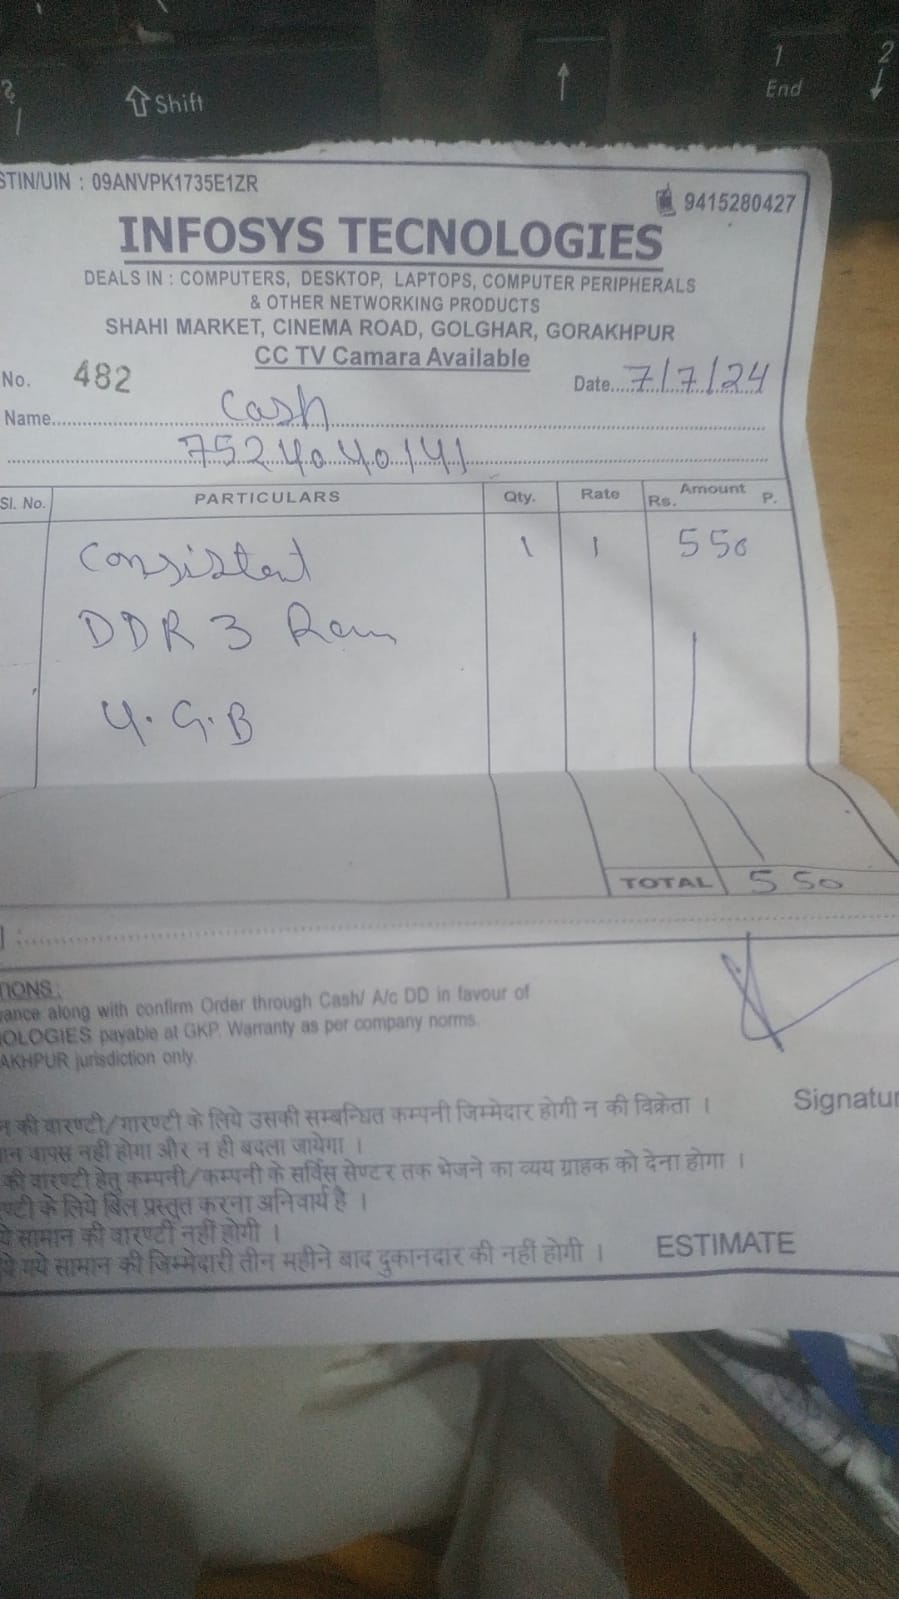 ? /
Shift
↑
1 End
2 ↓
STIN/UIN : 09ANVPK1735E1ZR
9415280427
INFOSYS TECNOLOGIES
DEALS IN : COMPUTERS, DESKTOP, LAPTOPS, COMPUTER PERIPHERALS
& OTHER NETWORKING PRODUCTS
SHAHI MARKET, CINEMA ROAD, GOLGHAR, GORAKHPUR
CC TV Camara Available
No. 482 Date....7/7/24
Name.... Cash
7524040141
Sl. No. PARTICULARS Qty. Rate Amount Rs. P.
Consistent 1 1 550
DDR 3 Ram
4.G.B
TOTAL 550
TIONS:
vance along with confirm Order through Cash/ A/c DD in favour of
NOLOGIES payable at GKP. Warranty as per company norms.
AKHPUR jurisdiction only.
न की वारण्टी/गारण्टी के लिये उसकी सम्बन्धित कम्पनी जिम्मेदार होगी न की विक्रेता ।
Signatur
मान वापस नहीं होगा और न ही बदला जायेगा ।
की वारण्टी हेतु कम्पनी/कम्पनी के सर्विस सेण्टर तक भेजने का व्यय ग्राहक को देना होगा ।
ण्टी के लिये बिल प्रस्तुत करना अनिवार्य है ।
ये सामान की वारण्टी नहीं होगी ।
ये गये सामान की जिम्मेदारी तीन महीने बाद दुकानदार की नहीं होगी ।
ESTIMATE